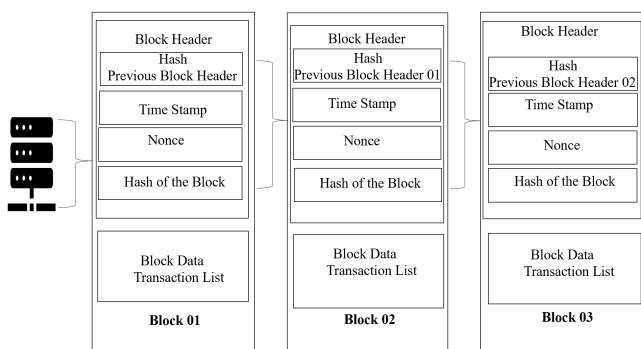 Block Header
Hash
Previous Block Header
Time Stamp
Nonce
Hash of the Block
Block Data
Transaction List
Block 01
Block Header
Hash
Previous Block Header 01
Time Stamp
Nonce
Hash of the Block
Block Data
Transaction List
Block 02
Block Header
Hash
Previous Block Header 02
Time Stamp
Nonce
Hash of the Block
Block Data
Transaction List
Block 03